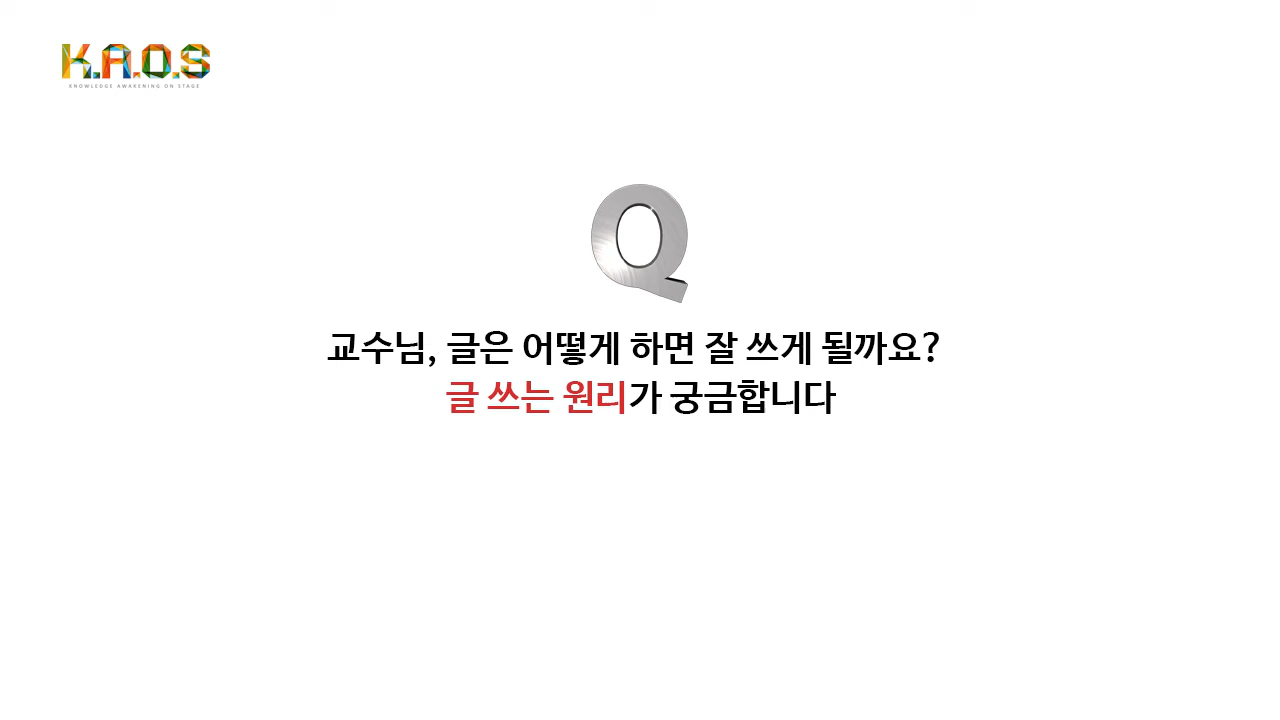 K.A.O.S
KNOWLEDGE AWAKENING ON STAGE
Q
교수님, 글은 어떻게 하면 잘 쓰게 될까요?
글 쓰는 원리가 궁금합니다